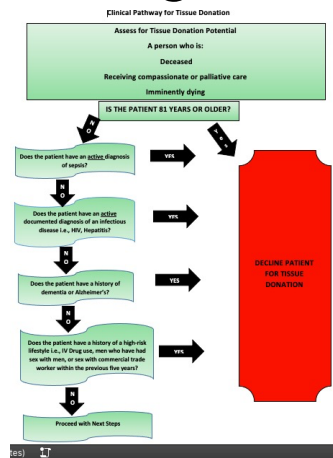 Clinical Pathway for Tissue Donation
Assess for Tissue Donation Potential
A person who is:
Deceased
Receiving compassionate or palliative care
Imminently dying
IS THE PATIENT 81 YEARS OR OLDER?
NO
Yes
Does the patient have an active diagnosis
of sepsis?
YES
NO
Does the patient have an active
documented diagnosis of an infectious
disease i.e., HIV, Hepatitis?
YES
DECLINE PATIENT
FOR TISSUE
DONATION
NO
Does the patient have a history of
dementia or Alzheimer's?
YES
NO
Does the patient have a history of a high-risk
lifestyle i.e., IV Drug use, men who have had
sex with men, or sex with commercial trade
worker within the previous five years?
YES
NO
Proceed with Next Steps
tes)